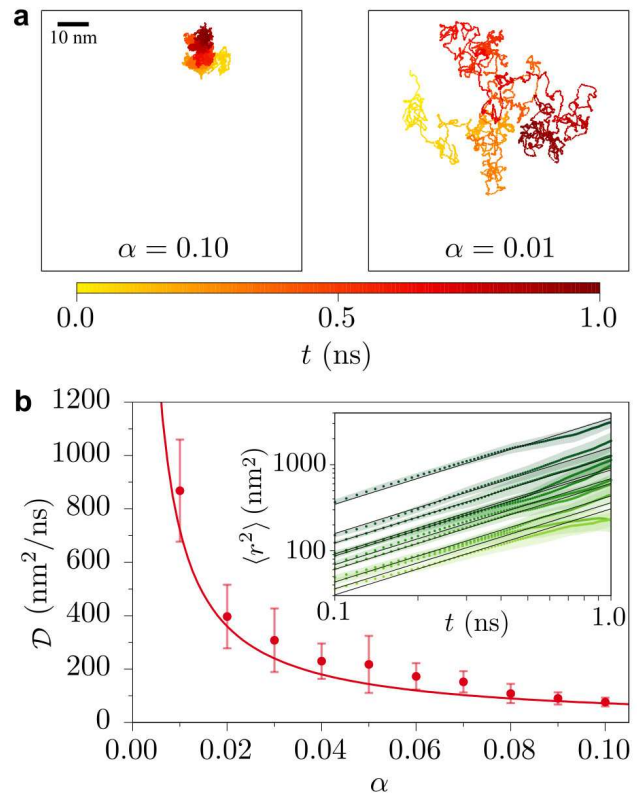 a
10 nm
α = 0.10
α = 0.01
0.0 0.5 1.0
t (ns)
b
1200
1000
800
600
400
200
0
𝒟 (nm²/ns)
0.00 0.02 0.04 0.06 0.08 0.10
α
1000
100
⟨r²⟩ (nm²)
0.1 1.0
t (ns)